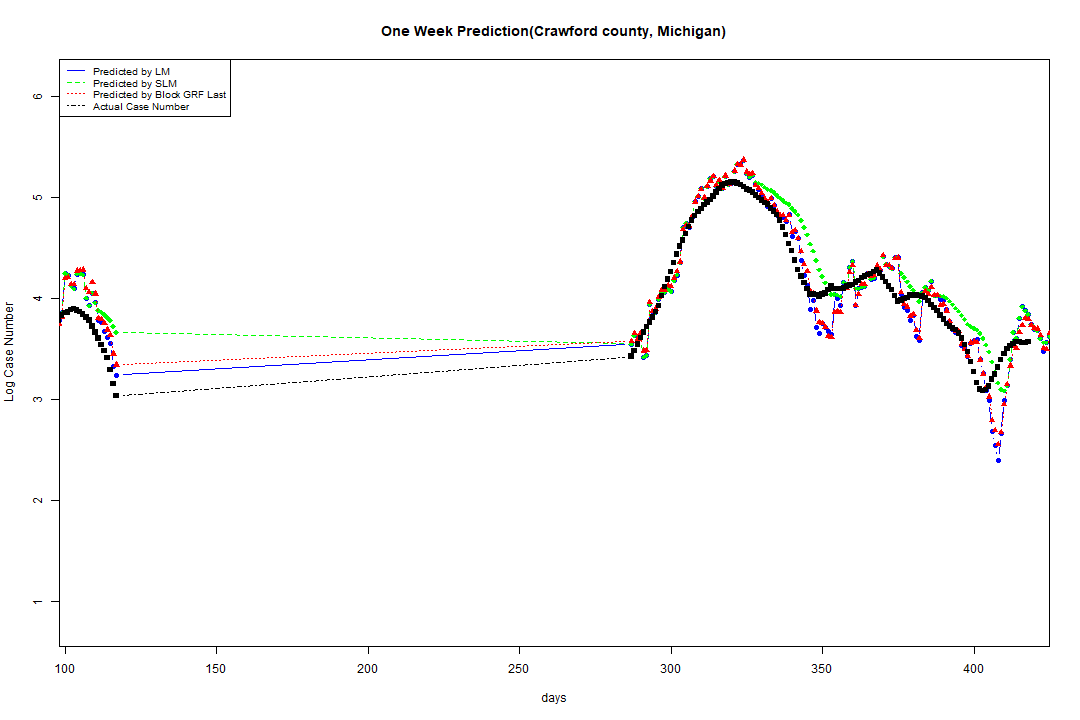 One Week Prediction(Crawford county, Michigan)
Predicted by LM
Predicted by SLM
Predicted by Block GRF Last
Actual Case Number
Log Case Number
6
5
4
3
2
1
100 150 200 250 300 350 400
days